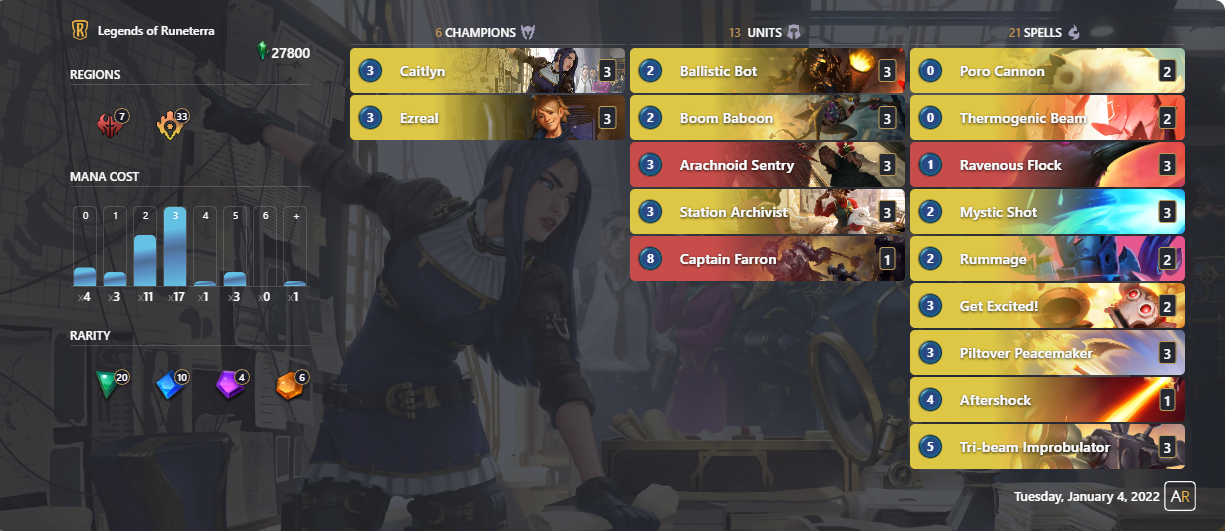 Legends of Runeterra
27800
REGIONS
7
33
MANA COST
0 1 2 3 4 5 6 +
x4 x3 x11 x17 x1 x3 x0 x1
RARITY
20 10 4 6
6 CHAMPIONS
3 Caitlyn 3
3 Ezreal 3
13 UNITS
2 Ballistic Bot 3
2 Boom Baboon 3
3 Arachnoid Sentry 3
3 Station Archivist 3
8 Captain Farron 1
21 SPELLS
0 Poro Cannon 2
0 Thermogenic Beam 2
1 Ravenous Flock 3
2 Mystic Shot 3
2 Rummage 2
3 Get Excited! 2
3 Piltover Peacemaker 3
4 Aftershock 1
5 Tri-beam Improbulator 3
Tuesday, January 4, 2022 AR